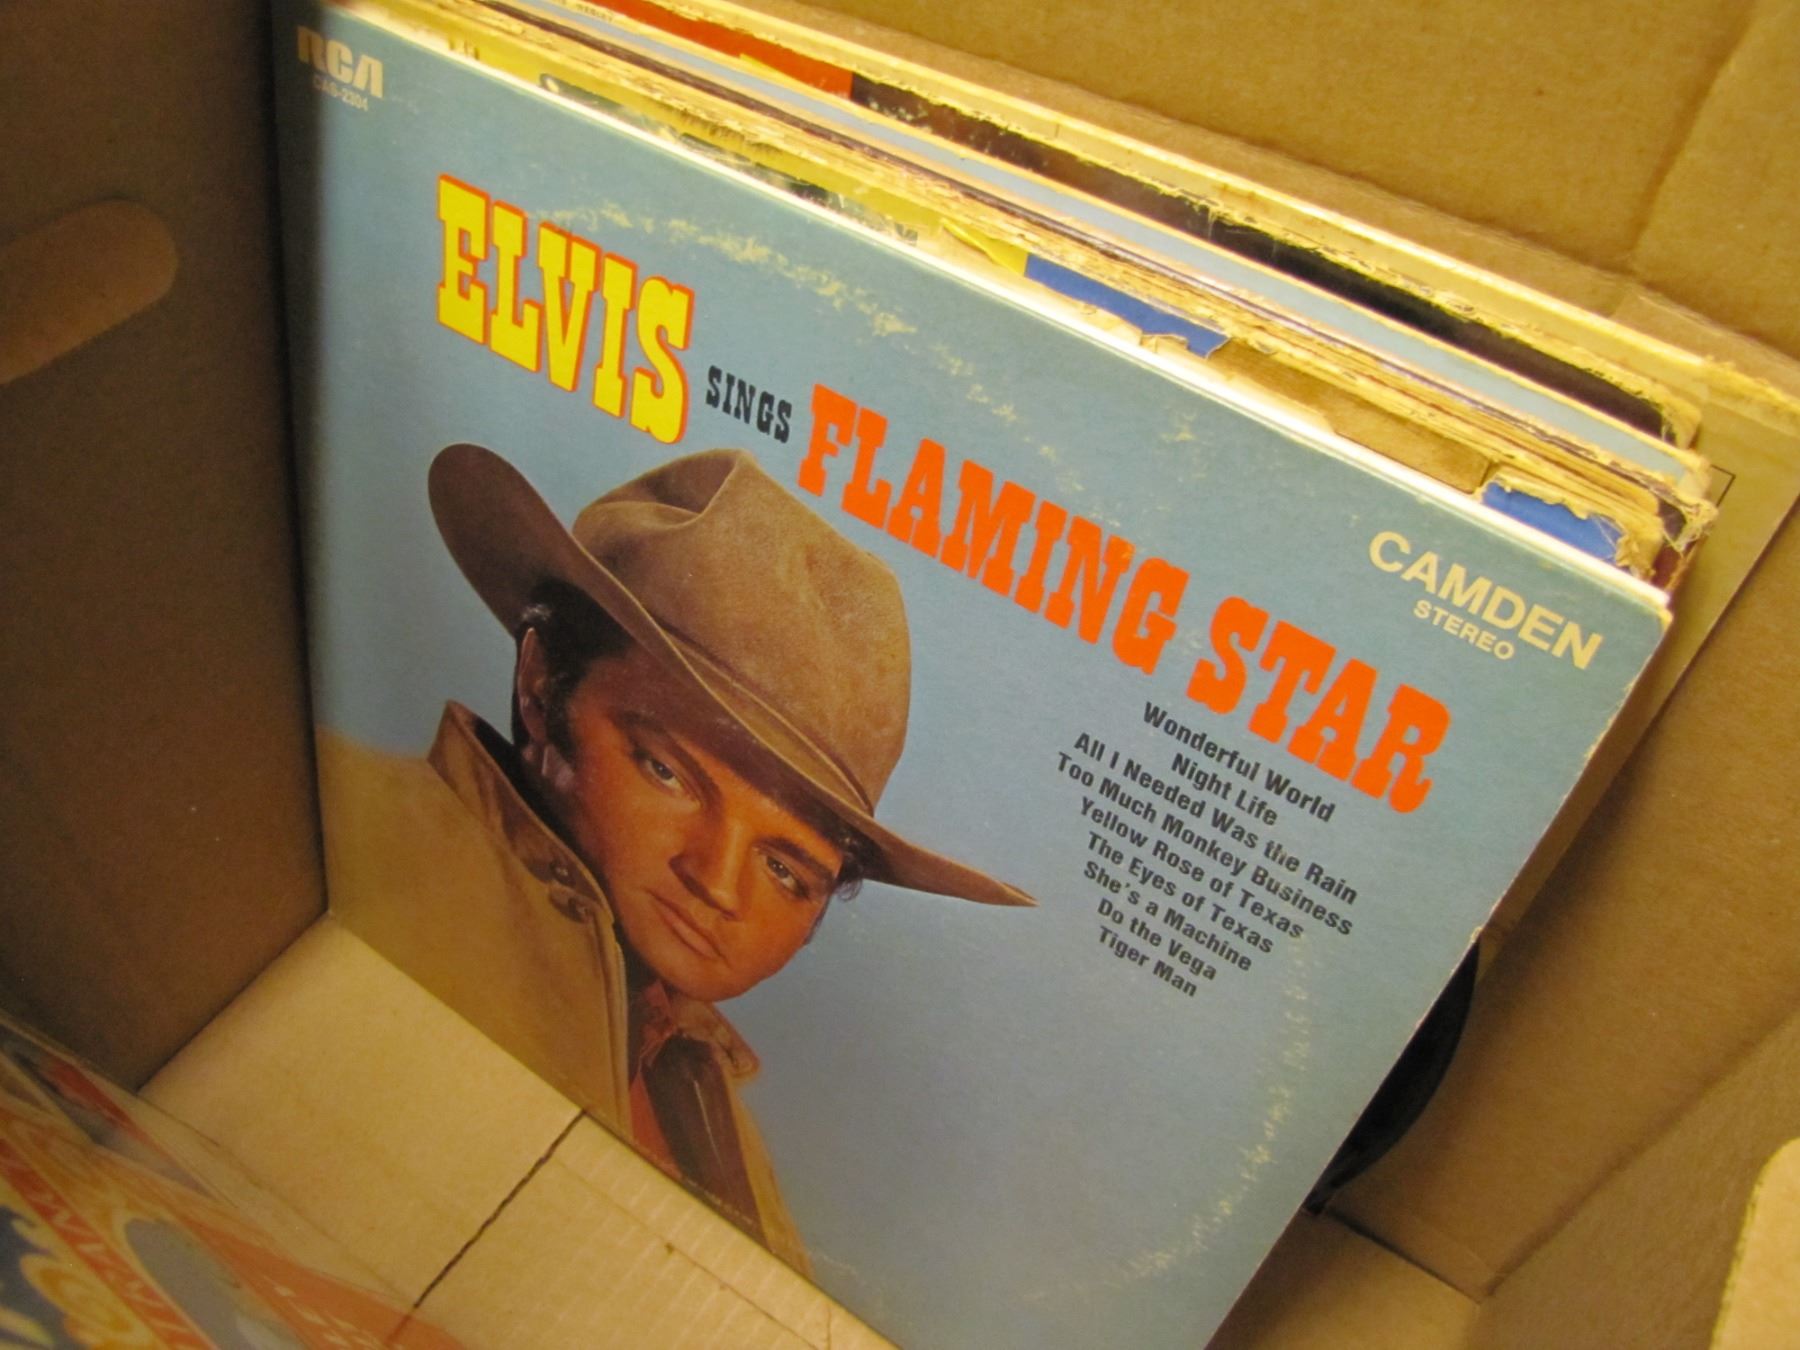 RCA
CAS-2304
ELVIS SINGS FLAMING STAR
CAMDEN
STEREO
Wonderful World
Night Life
All I Needed Was the Rain
Too Much Monkey Business
Yellow Rose of Texas
The Eyes of Texas
She's a Machine
Do the Vega
Tiger Man